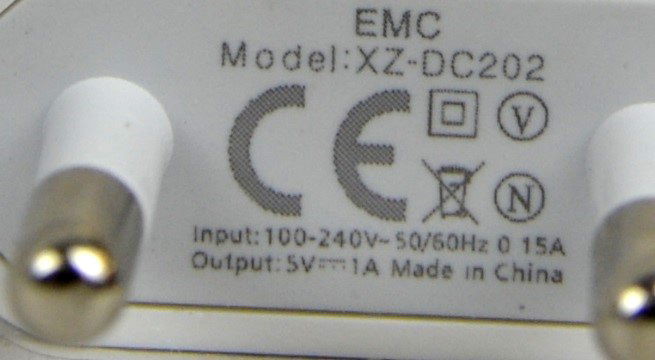 EMC
Model:XZ-DC202
CE
V
N
Input:100-240V~50/60Hz 0 15A
Output:5V⎓1A Made in China